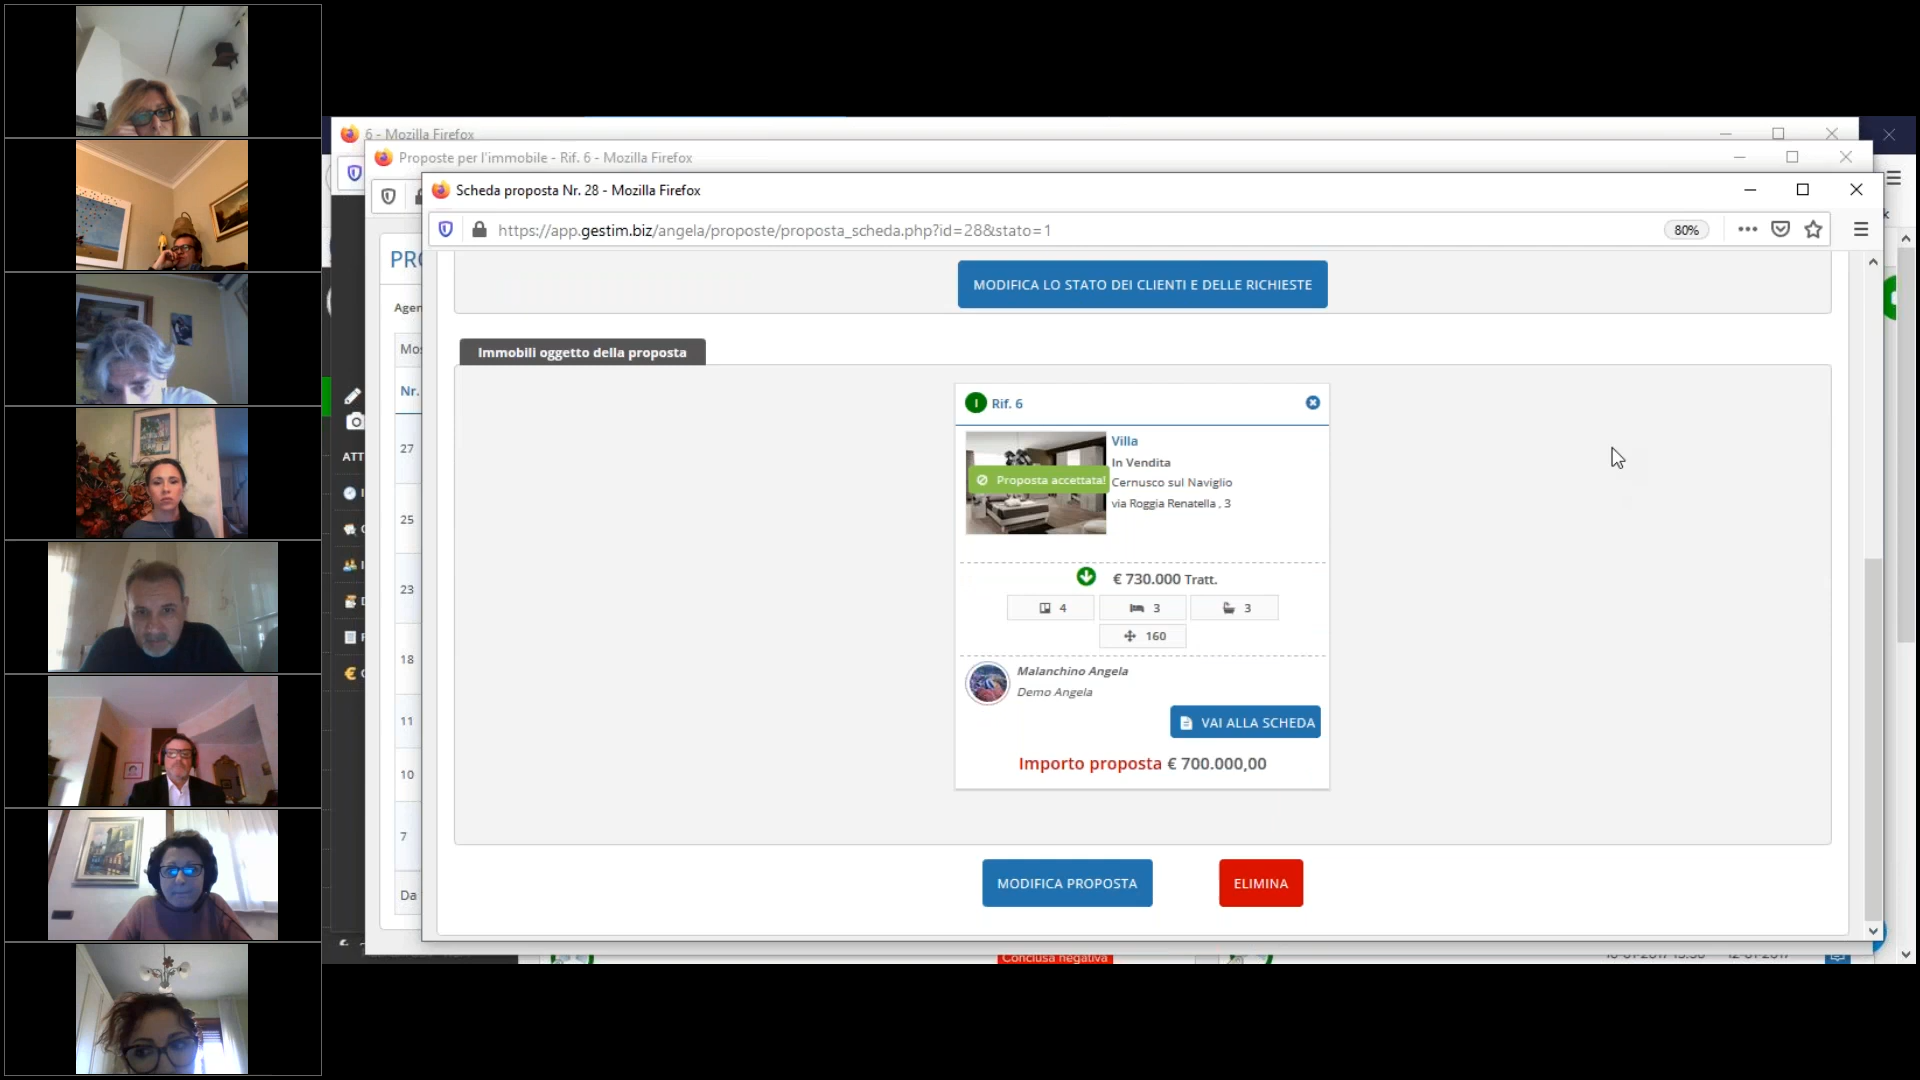 6 - Mozilla Firefox
Proposte per l'immobile - Rif. 6 - Mozilla Firefox
Scheda proposta Nr. 28 - Mozilla Firefox
https://app.gestim.biz/angela/proposte/proposta_scheda.php?id=28&stato=1
80%
PRO
Agen
Mos
Nr.
27
25
23
18
11
10
7
Da
ATT
MODIFICA LO STATO DEI CLIENTI E DELLE RICHIESTE
Immobili oggetto della proposta
I Rif. 6
Villa
In Vendita
Proposta accettata!
Cernusco sul Naviglio
via Roggia Renatella , 3
€ 730.000 Tratt.
4
3
3
160
Malanchino Angela
Demo Angela
VAI ALLA SCHEDA
Importo proposta € 700.000,00
MODIFICA PROPOSTA
ELIMINA
Conclusa negativa